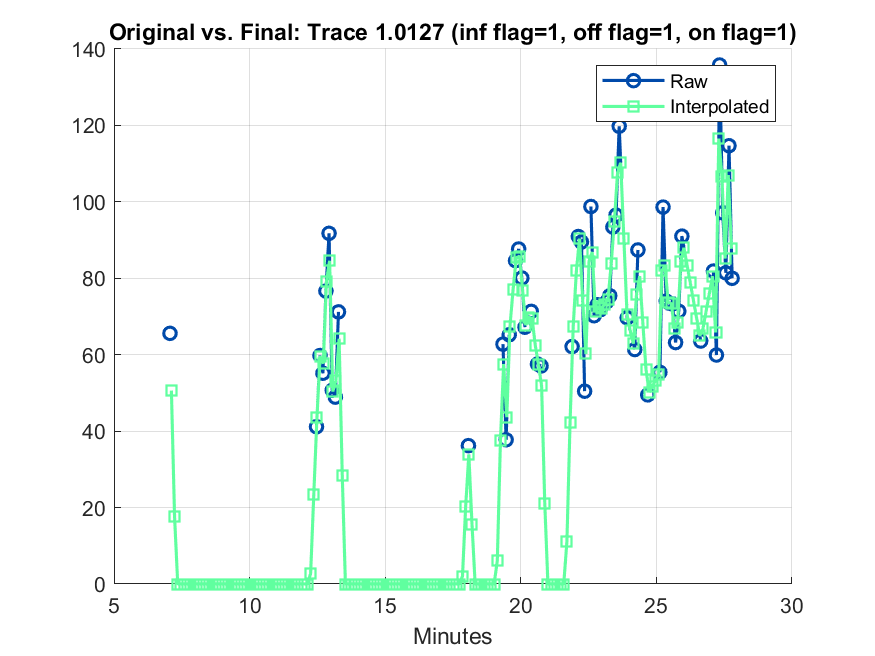 Original vs. Final: Trace 1.0127 (inf flag=1, off flag=1, on flag=1)
140
120
100
80
60
40
20
0
Raw
Interpolated
5 10 15 20 25 30
Minutes